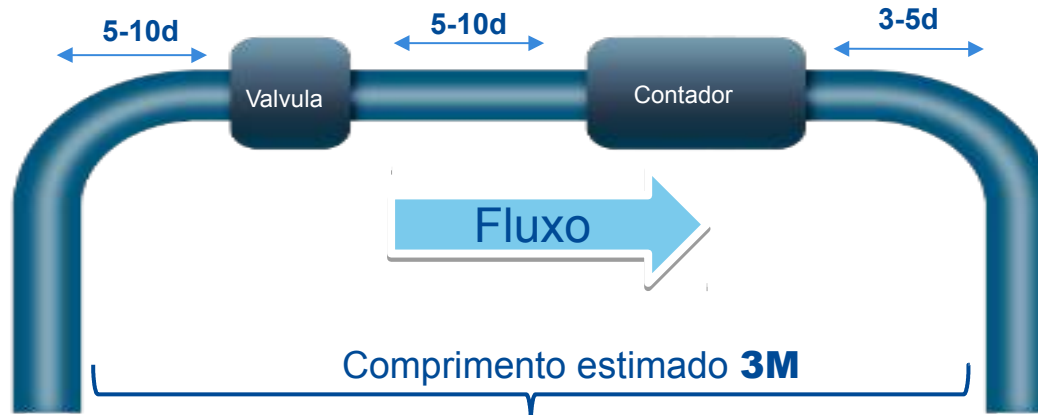 5-10d
5-10d
3-5d
Valvula
Contador
Fluxo
Comprimento estimado 3M